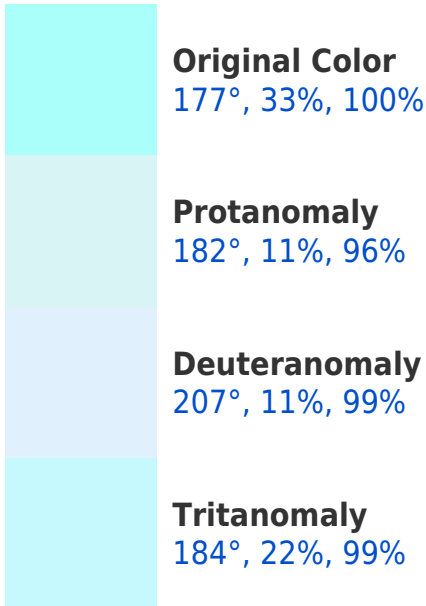 Original Color
177°, 33%, 100%
Protanomaly
182°, 11%, 96%
Deuteranomaly
207°, 11%, 99%
Tritanomaly
184°, 22%, 99%